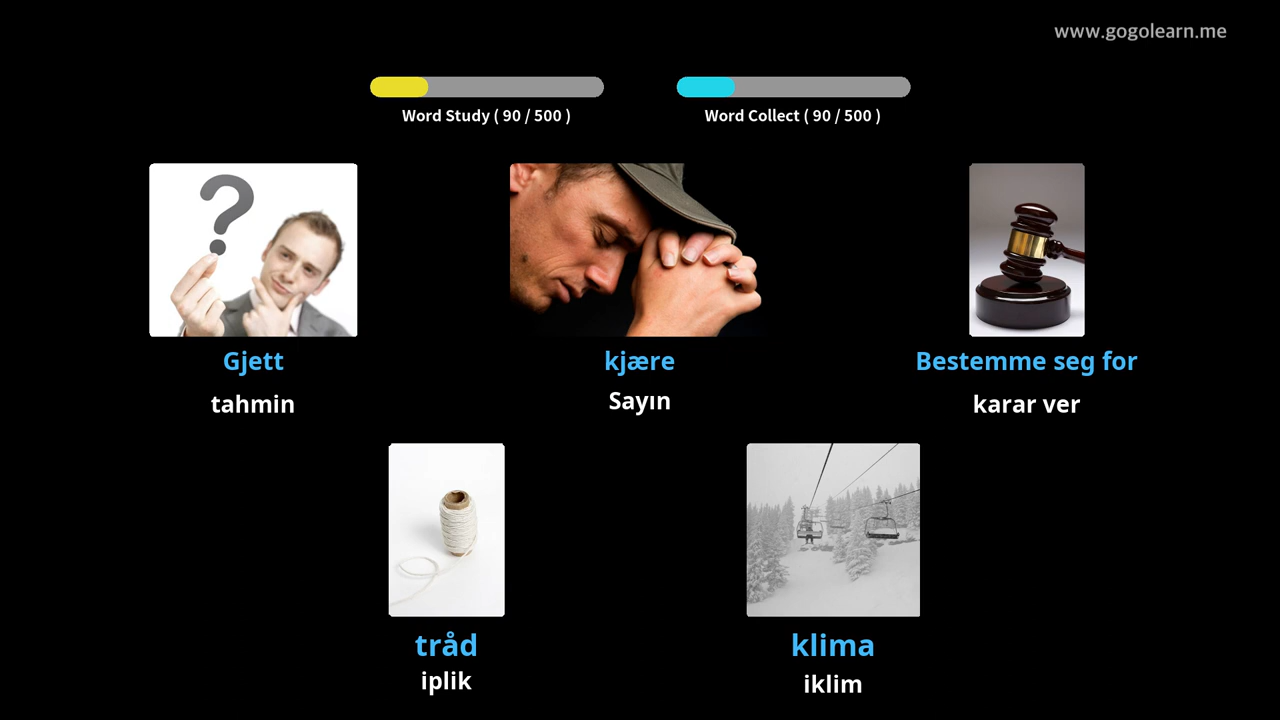 www.gogolearn.me
Word Study ( 90 / 500 )
Word Collect ( 90 / 500 )
Gjett
kjære
Bestemme seg for
tahmin
Sayın
karar ver
tråd
klima
iplik
iklim